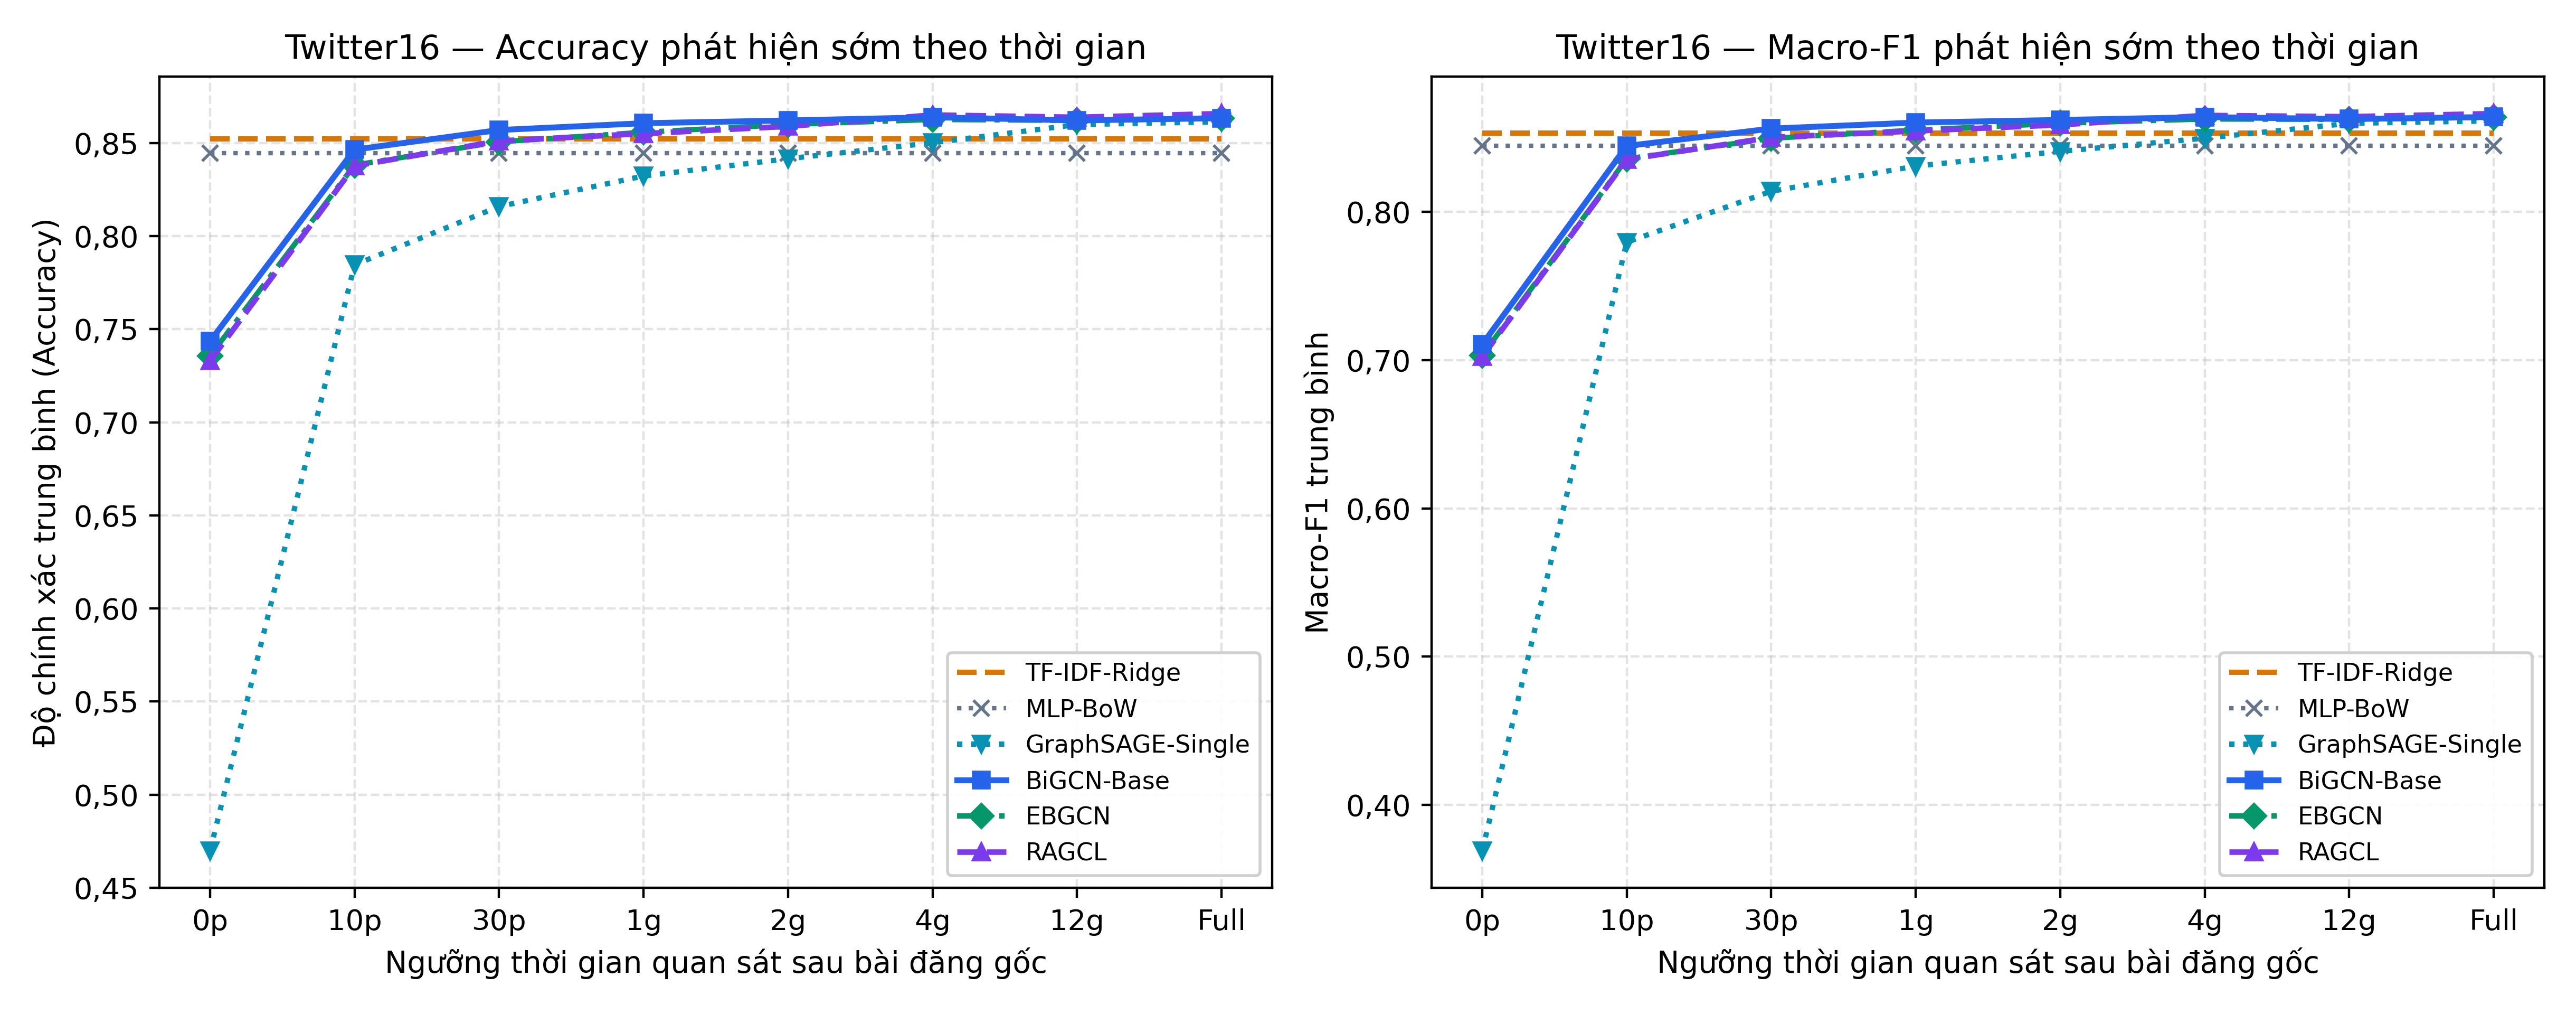 Twitter16 — Accuracy phát hiện sớm theo thời gian
Độ chính xác trung bình (Accuracy)
0,85
0,80
0,75
0,70
0,65
0,60
0,55
0,50
0,45
0p 10p 30p 1g 2g 4g 12g Full
Ngưỡng thời gian quan sát sau bài đăng gốc
TF-IDF-Ridge
MLP-BoW
GraphSAGE-Single
BiGCN-Base
EBGCN
RAGCL
Twitter16 — Macro-F1 phát hiện sớm theo thời gian
Macro-F1 trung bình
0,80
0,70
0,60
0,50
0,40
0p 10p 30p 1g 2g 4g 12g Full
Ngưỡng thời gian quan sát sau bài đăng gốc
TF-IDF-Ridge
MLP-BoW
GraphSAGE-Single
BiGCN-Base
EBGCN
RAGCL